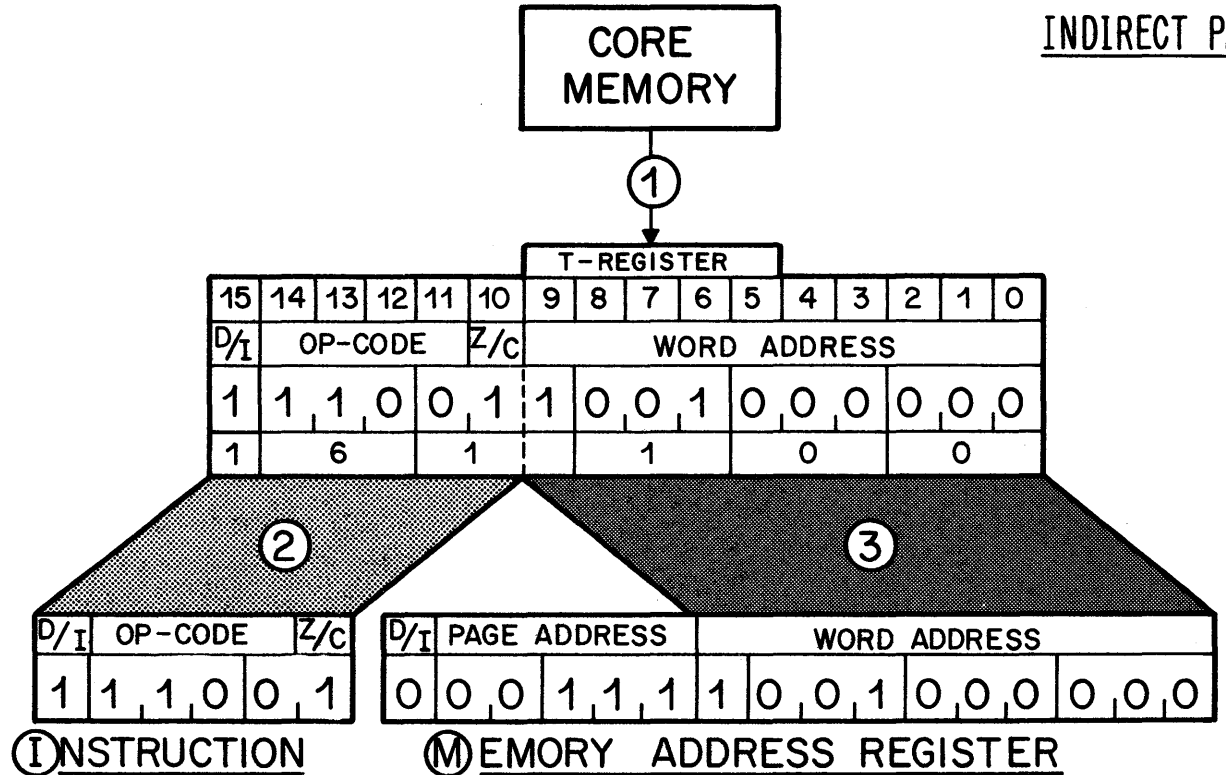 INDIRECT P
CORE
MEMORY
1
T-REGISTER
15 14 13 12 11 10 9 8 7 6 5 4 3 2 1 0
D/I OP-CODE Z/C WORD ADDRESS
1 1 1 0 0 1 1 0 0 1 0 0 0 0 0 0
1 6 1 1 0 0
2 3
D/I OP-CODE Z/C D/I PAGE ADDRESS WORD ADDRESS
1 1 1 0 0 1 0 0 0 1 1 1 1 0 0 1 0 0 0 0 0 0
INSTRUCTION MEMORY ADDRESS REGISTER